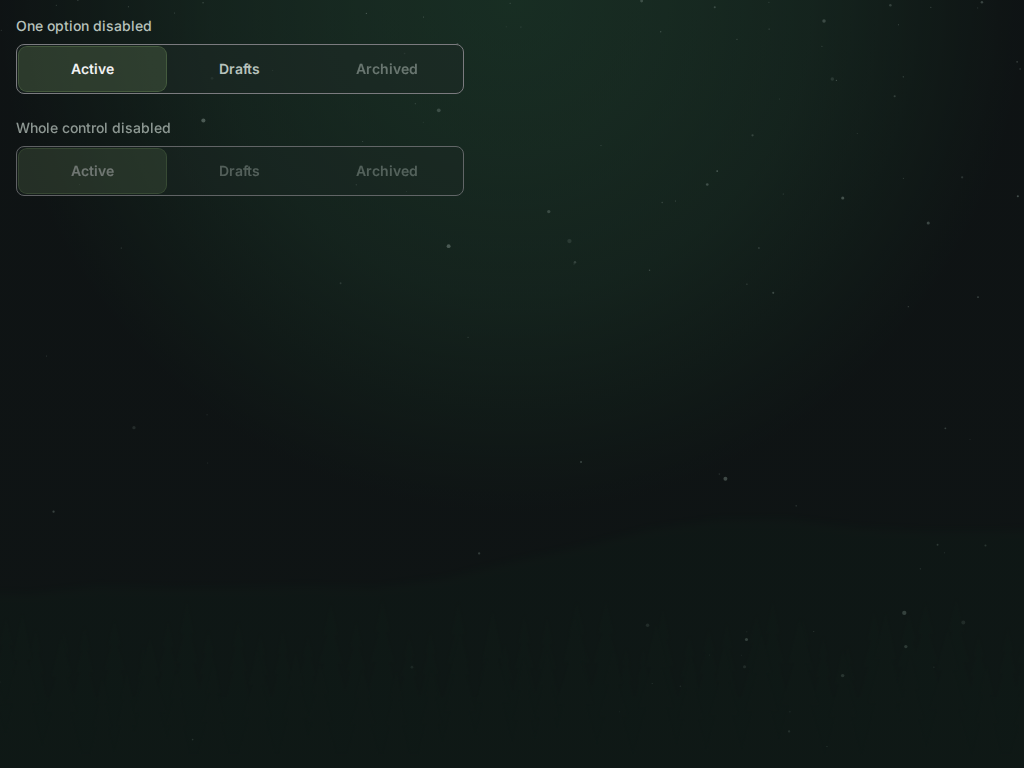 One option disabled
Active Drafts Archived
Whole control disabled
Active Drafts Archived